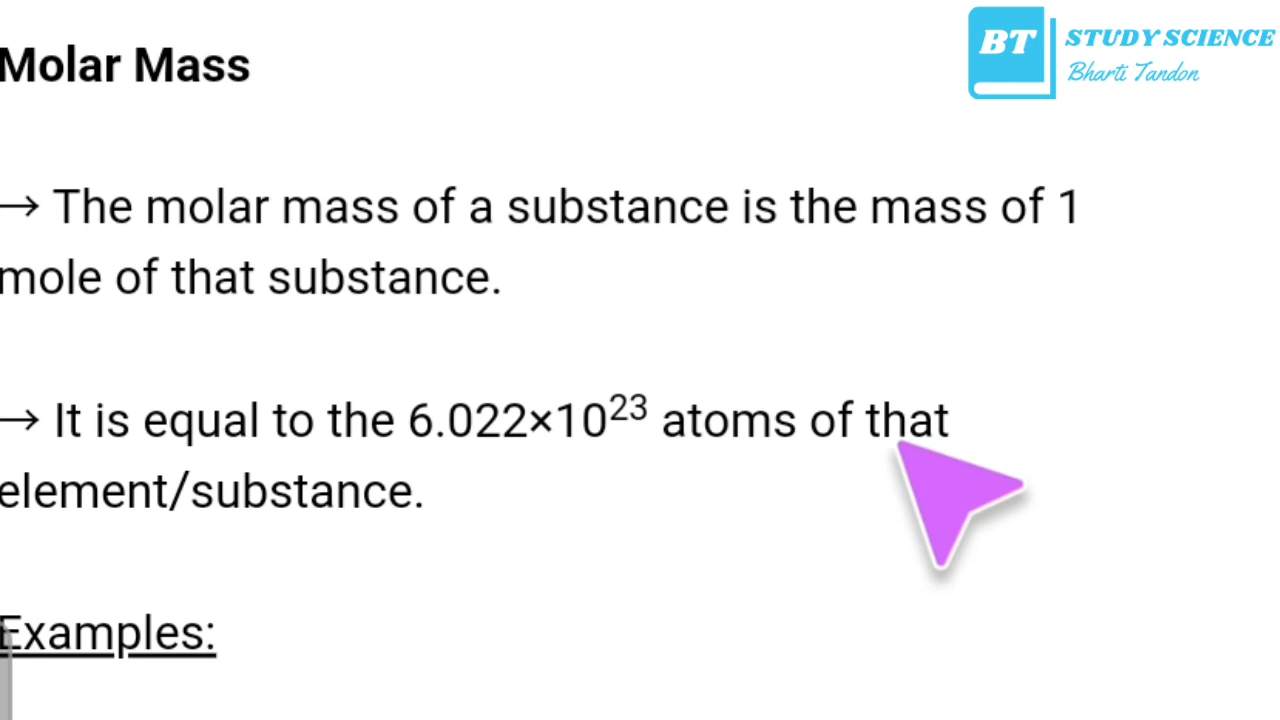 BT STUDY SCIENCE
Bharti Tandon
Molar Mass
→ The molar mass of a substance is the mass of 1
mole of that substance.
→ It is equal to the 6.022×10²³ atoms of that
element/substance.
Examples: